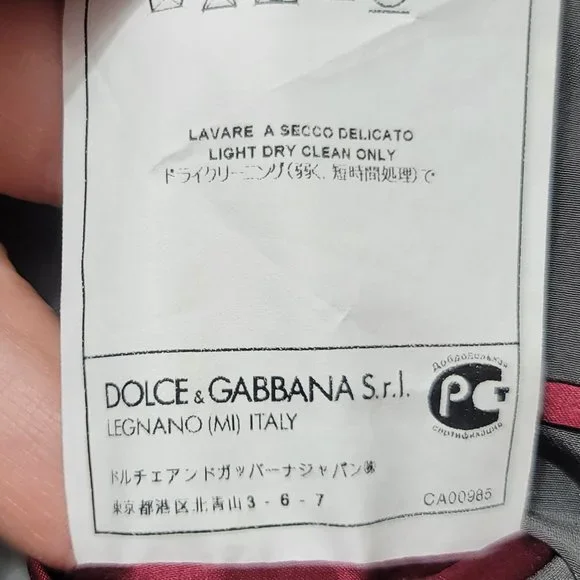 LAVARE A SECCO DELICATO
LIGHT DRY CLEAN ONLY
ドライクリーニング(弱く、短時間処理)で
DOLCE & GABBANA S.r.l.
LEGNANO (MI) ITALY
Добровольная
РСТ
сертификация
ドルチェアンドガッバーナジャパン㈱
東京都港区北青山3-6-7
CA00985